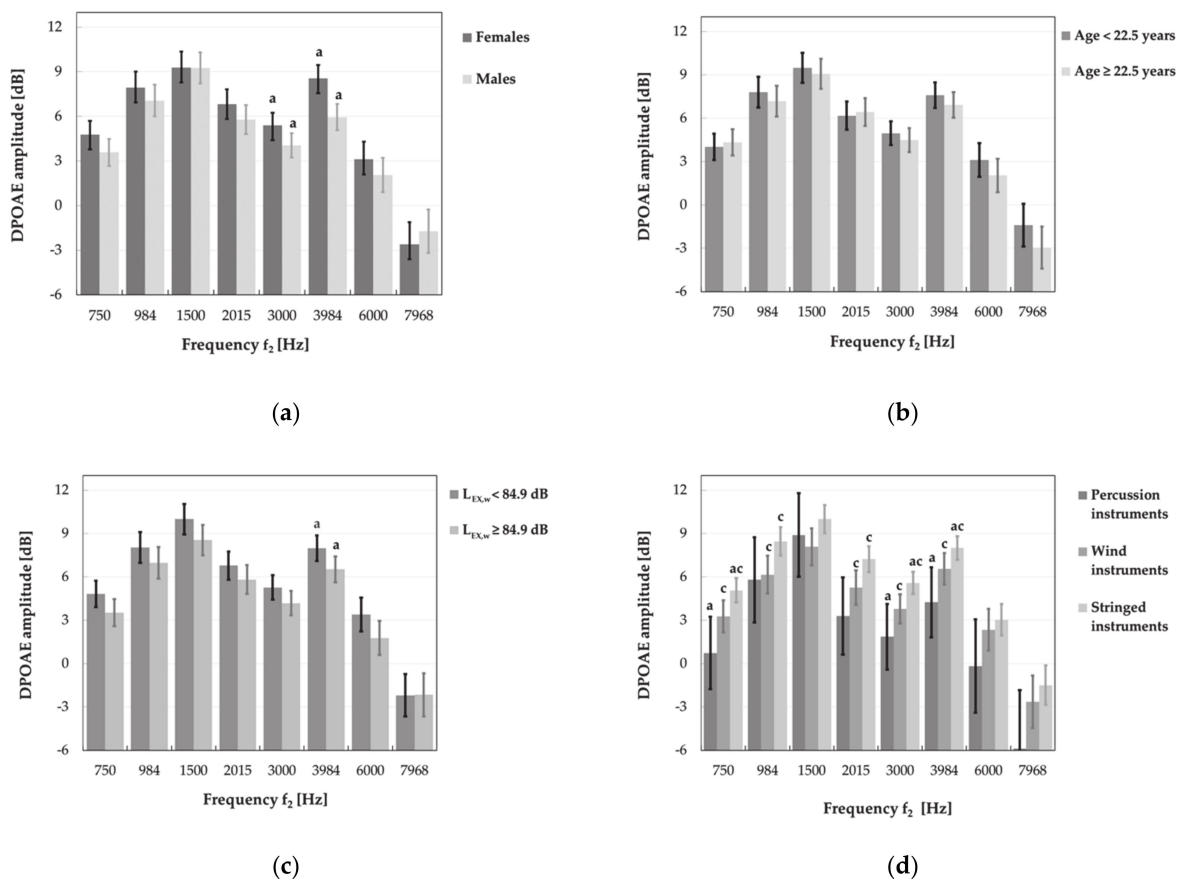 12
9
6
3
0
-3
-6
DPOAE amplitude [dB]
a
a
a
a
750 984 1500 2015 3000 3984 6000 7968
Frequency f₂ [Hz]
Females
Males
(a)
12
9
6
3
0
-3
-6
DPOAE amplitude [dB]
750 984 1500 2015 3000 3984 6000 7968
Frequency f₂ [Hz]
Age < 22.5 years
Age ≥ 22.5 years
(b)
12
9
6
3
0
-3
-6
DPOAE amplitude [dB]
a
a
750 984 1500 2015 3000 3984 6000 7968
Frequency f₂ [Hz]
L EX,w < 84.9 dB
L EX,w ≥ 84.9 dB
(c)
12
9
6
3
0
-3
-6
DPOAE amplitude [dB]
a c ac
c c
c c
a c ac
a c ac
750 984 1500 2015 3000 3984 6000 7968
Frequency f₂ [Hz]
Percussion
instruments
Wind
instruments
Stringed
instruments
(d)